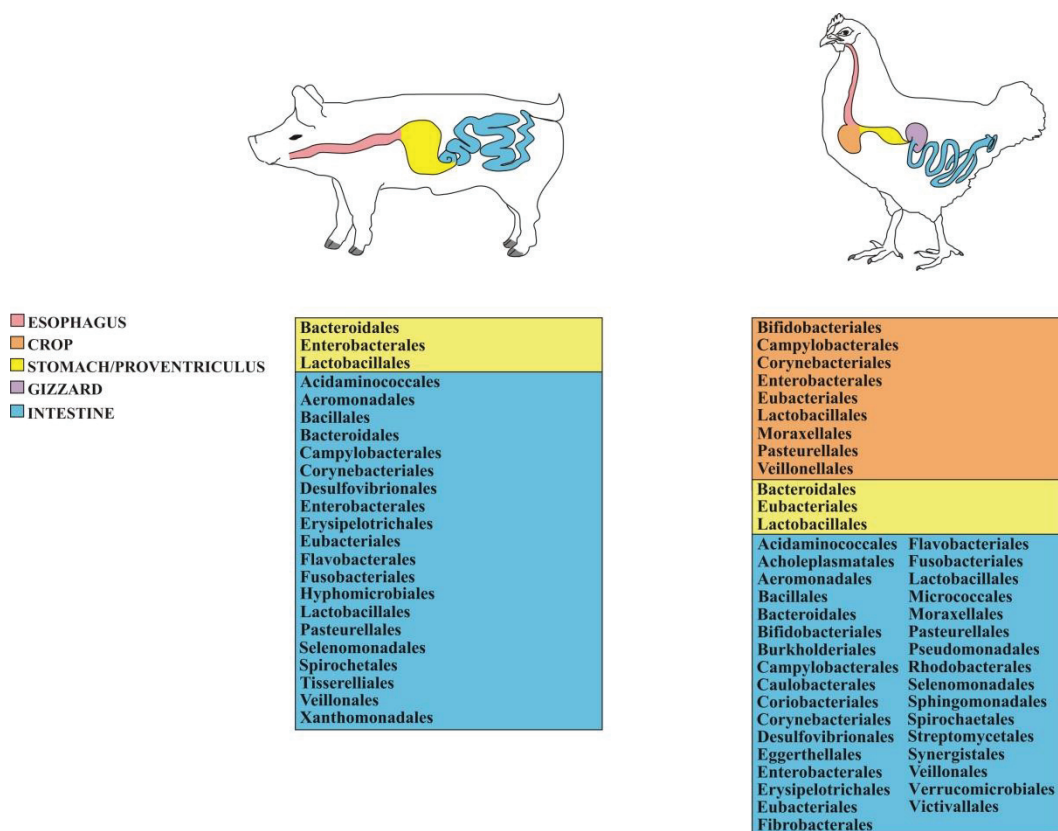 ESOPHAGUS
CROP
STOMACH/PROVENTRICULUS
GIZZARD
INTESTINE
Bacteroidales
Enterobacterales
Lactobacillales
Acidaminococcales
Aeromonadales
Bacillales
Bacteroidales
Campylobacterales
Corynebacteriales
Desulfovibrionales
Enterobacterales
Erysipelotrichales
Eubacteriales
Flavobacterales
Fusobacteriales
Hyphomicrobiales
Lactobacillales
Pasteurellales
Selenomonadales
Spirochetales
Tisserelliales
Veillonales
Xanthomonadales
Bifidobacteriales
Campylobacterales
Corynebacteriales
Enterobacterales
Eubacteriales
Lactobacillales
Moraxellales
Pasteurellales
Veillonellales
Bacteroidales
Eubacteriales
Lactobacillales
Acidaminococcales
Acholeplasmatales
Aeromonadales
Bacillales
Bacteroidales
Bifidobacteriales
Burkholderiales
Campylobacterales
Caulobacterales
Coriobacteriales
Corynebacteriales
Desulfovibrionales
Eggerthellales
Enterobacterales
Erysipelotrichales
Eubacteriales
Fibrobacterales
Flavobacteriales
Fusobacteriales
Lactobacillales
Micrococcales
Moraxellales
Pasteurellales
Pseudomonadales
Rhodobacterales
Selenomonadales
Sphingomonadales
Spirochaetales
Streptomycetales
Synergistales
Veillonales
Verrucomicrobiales
Victivallales